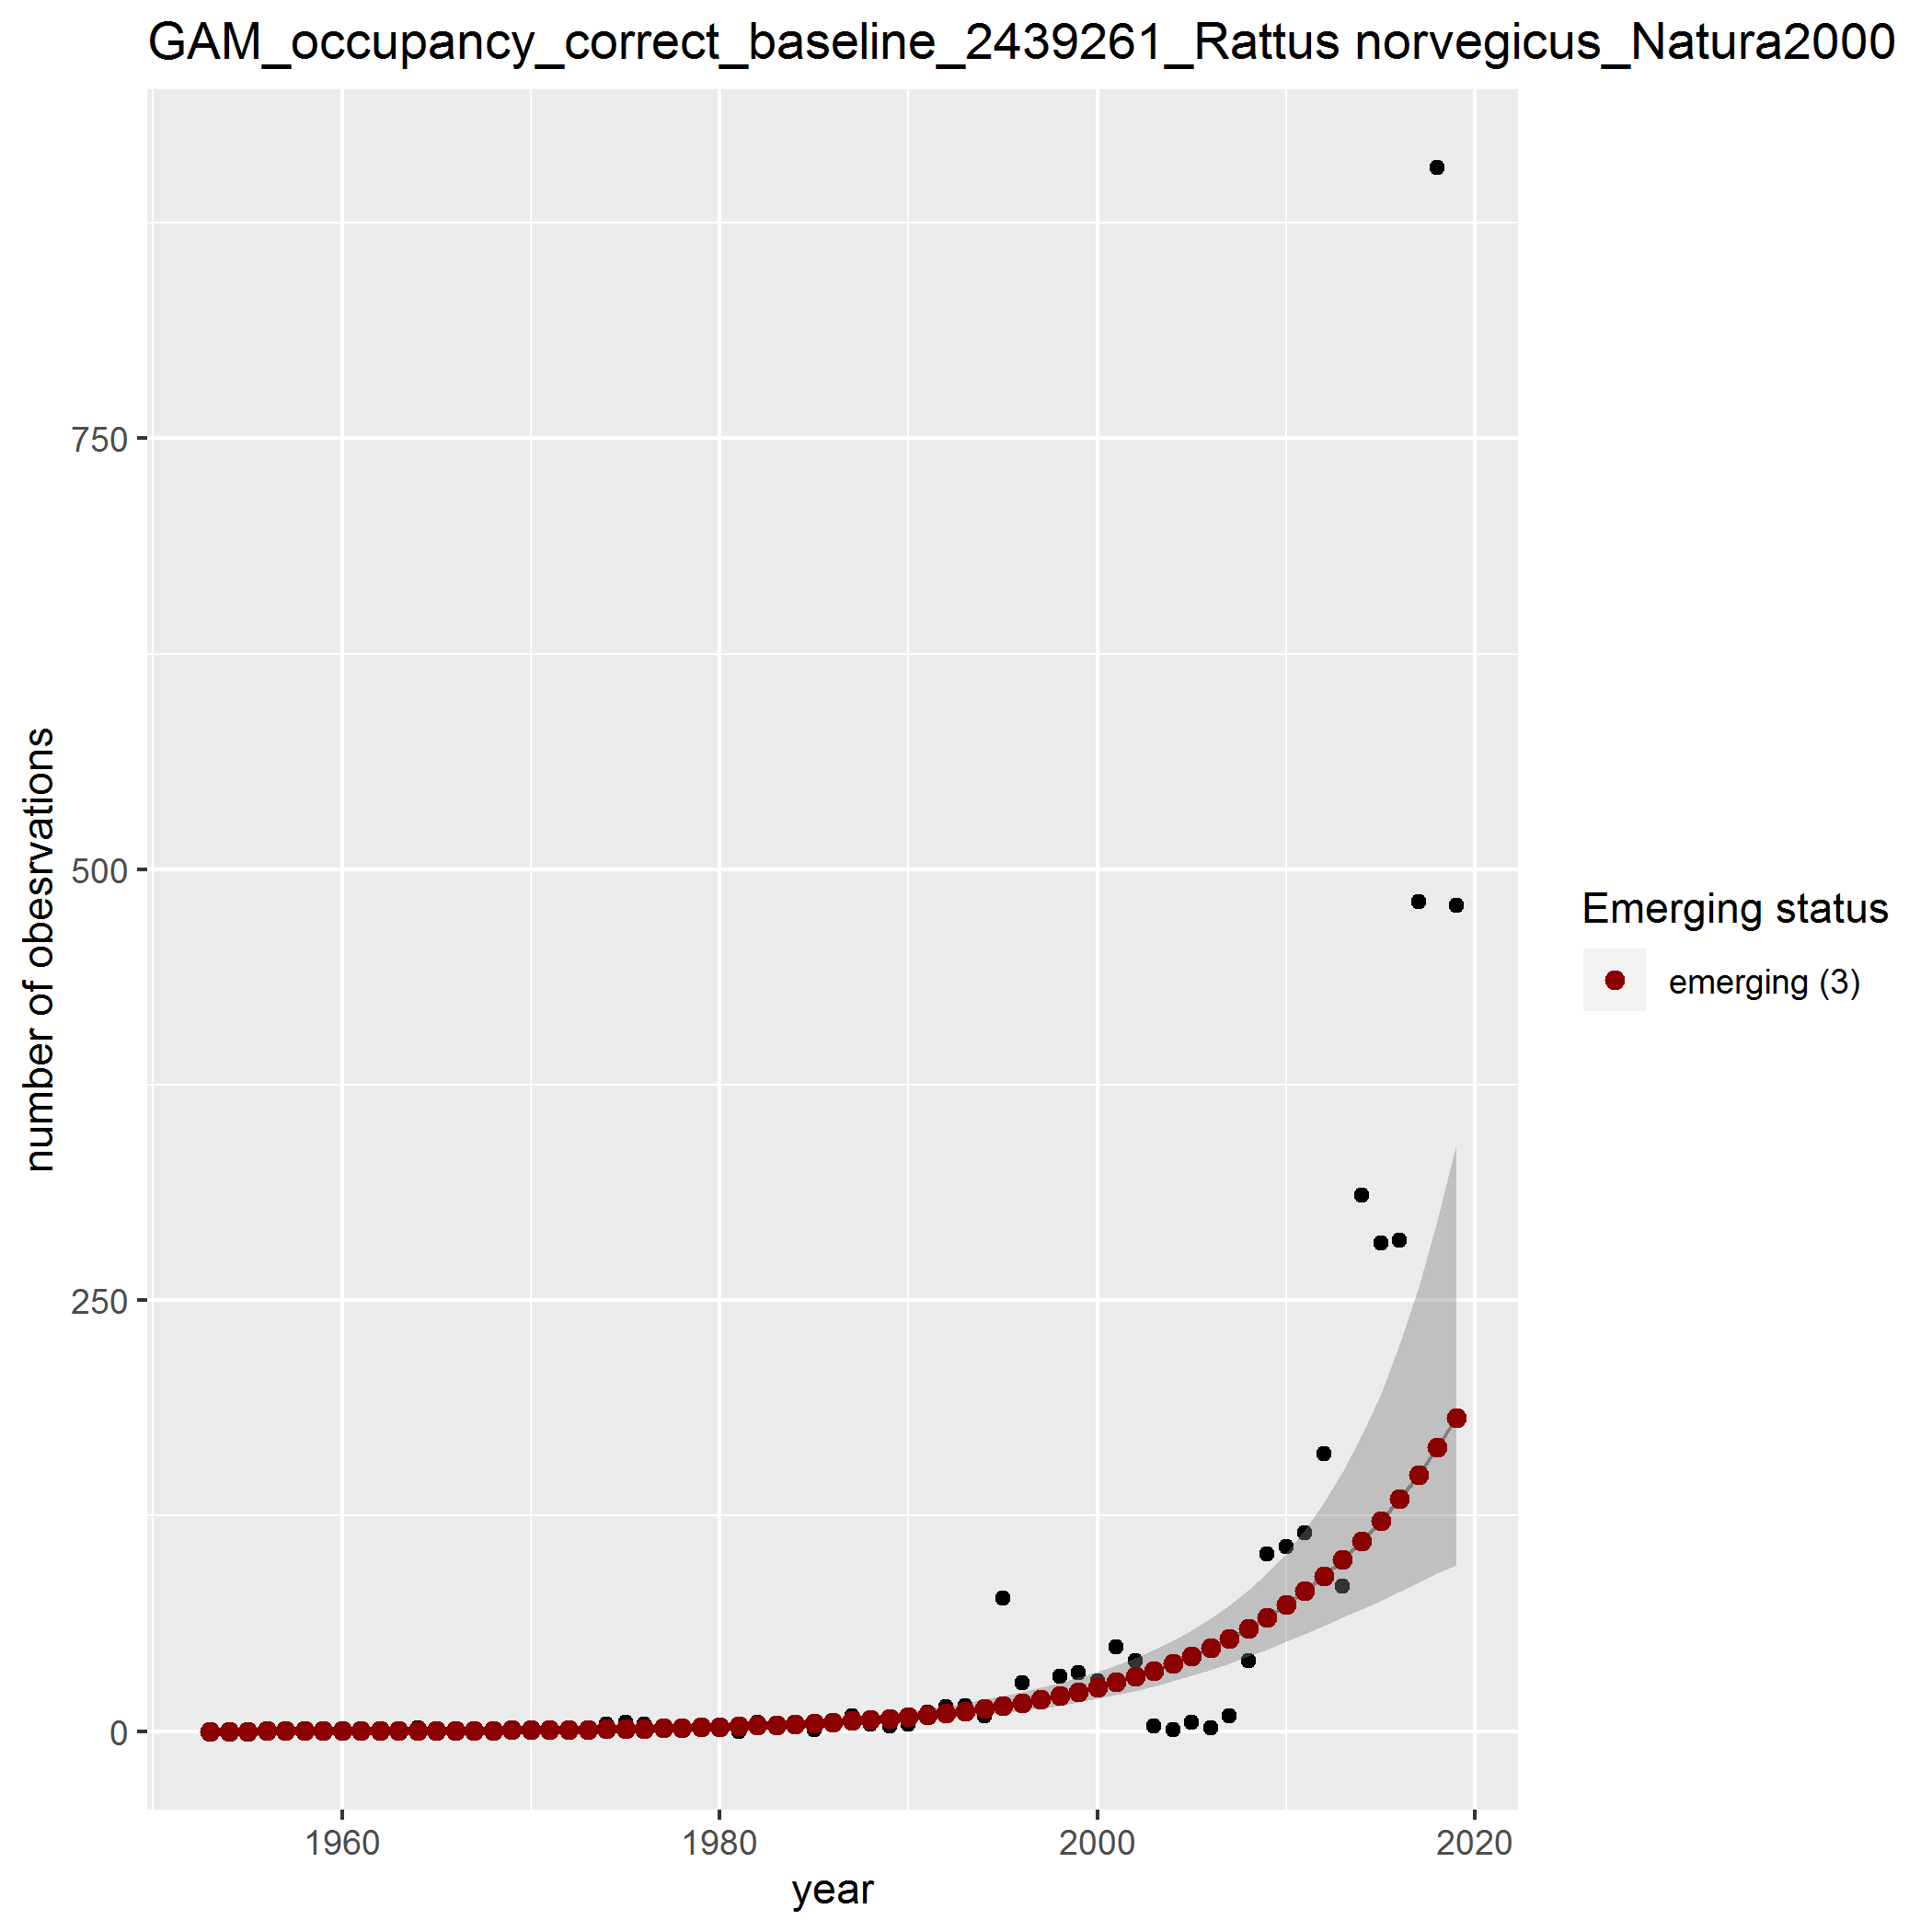 GAM_occupancy_correct_baseline_2439261_Rattus norvegicus_Natura2000
number of obesrvations
750
500
250
0
1960 1980 2000 2020
year
Emerging status
emerging (3)